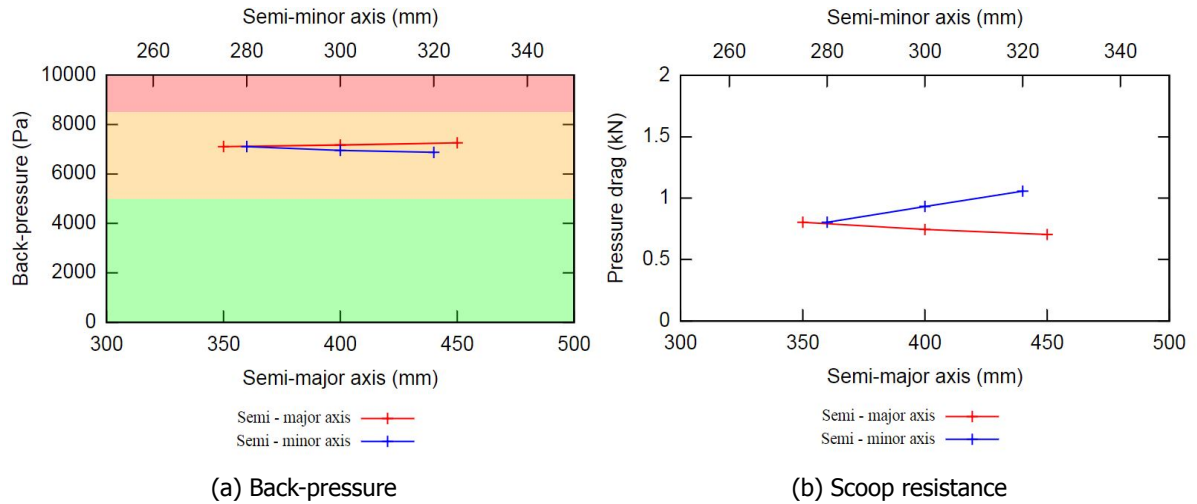 Semi-minor axis (mm)
260 280 300 320 340
10000
8000
6000
4000
2000
0
Back-pressure (Pa)
300 350 400 450 500
Semi-major axis (mm)
Semi - major axis
Semi - minor axis
(a) Back-pressure
Semi-minor axis (mm)
260 280 300 320 340
2
1.5
1
0.5
0
Pressure drag (kN)
300 350 400 450 500
Semi-major axis (mm)
Semi - major axis
Semi - minor axis
(b) Scoop resistance